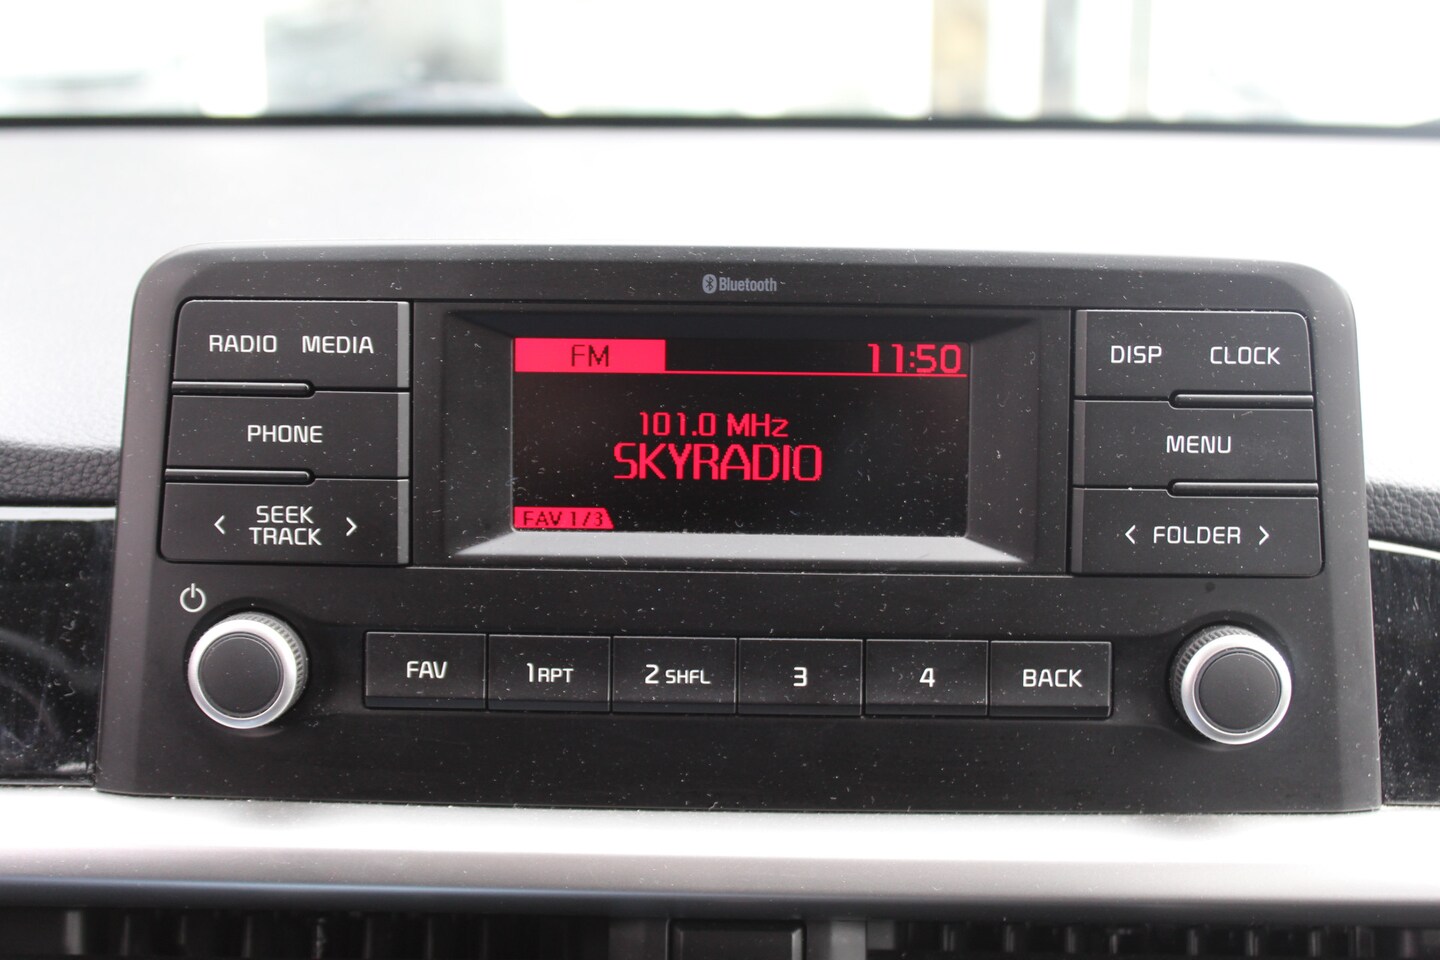 Bluetooth
RADIO MEDIA
PHONE
< SEEK TRACK >
FM 11:50
101.0 MHz
SKYRADIO
FAV 1/3
DISP CLOCK
MENU
< FOLDER >
FAV 1 RPT 2 SHFL 3 4 BACK